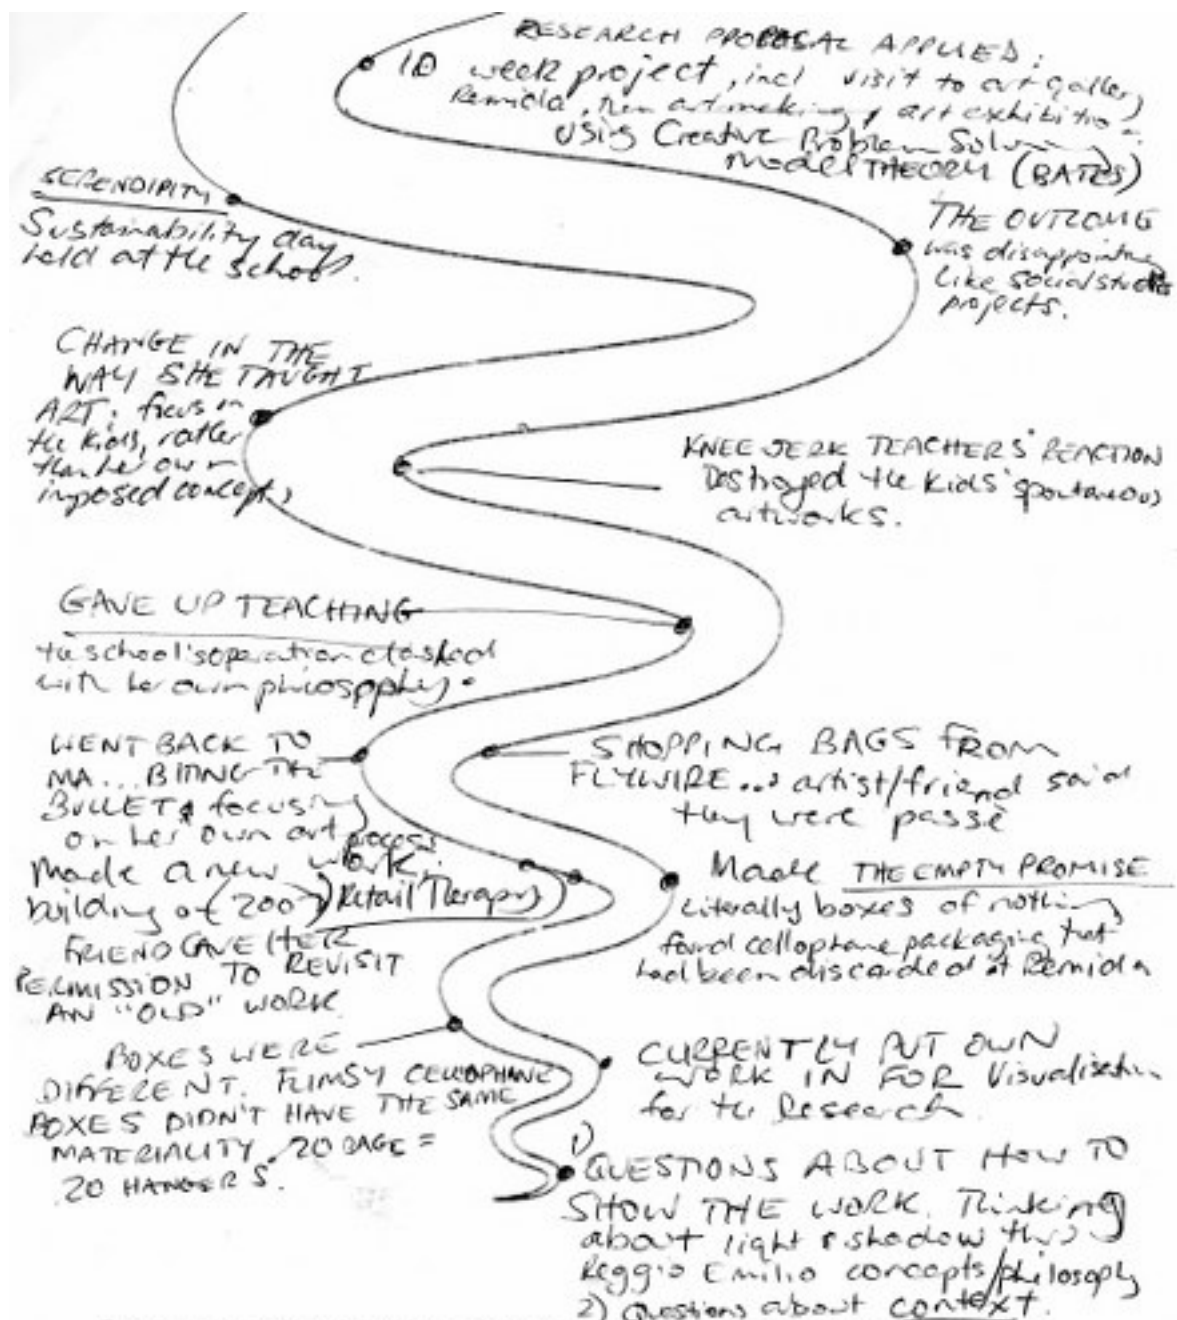 RESEARCH PROPOSAL APPLIED:
10 week project, incl visit to art gallery
Remida, then artmaking & art exhibition
using Creative Problem Solving
Model THEORY (BATES)
SERENDIPITY
Sustainability day
held at the school.
THE OUTCOME
was disappointing
like social studies
projects.
CHANGE IN THE
WAY SHE TAUGHT
ART: focus on
the kids, rather
than her own
imposed concepts
KNEE JERK TEACHERS' REACTION
Destroyed the kids' spontaneous
artworks.
GAVE UP TEACHING
the school's operation clashed
with her own philosophy.
WENT BACK TO
MA... BITING THE
BULLET & focusing
on her own art process
Made a new work,
building on (2007) Retail Therapy
FRIEND GAVE HER
PERMISSION TO REVISIT
AN "OLD" WORK
SHOPPING BAGS FROM
FLYWIRE... artist/friend said
they were passè
Made THE EMPTY PROMISE
Literally boxes of nothing
found cellophane packaging that
had been discarded at Remida
BOXES WERE
DIFFERENT. FLIMSY CELLOPHANE
BOXES DIDN'T HAVE THE SAME
MATERIALITY. 20 BAGS =
20 HANGERS.
CURRENTLY PUT OWN
WORK IN FOR Visualisation
for the Research
1) QUESTIONS ABOUT HOW TO
SHOW THE WORK. Thinking
about light & shadow thro
Reggio Emilio concepts/philosophy
2) Questions about context.